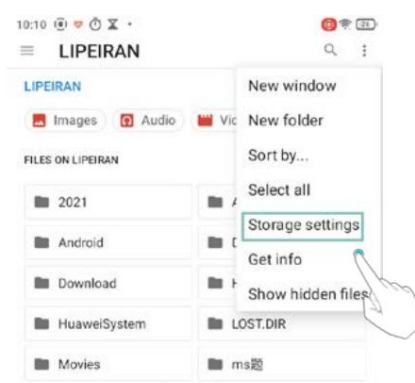 10:10
LIPEIRAN
LIPEIRAN
Images Audio Vid
FILES ON LIPEIRAN
New window
New folder
Sort by...
Select all
Storage settings
Get info
Show hidden files
2021
Android
Download
HuaweiSystem LOST.DIR
Movies ms题